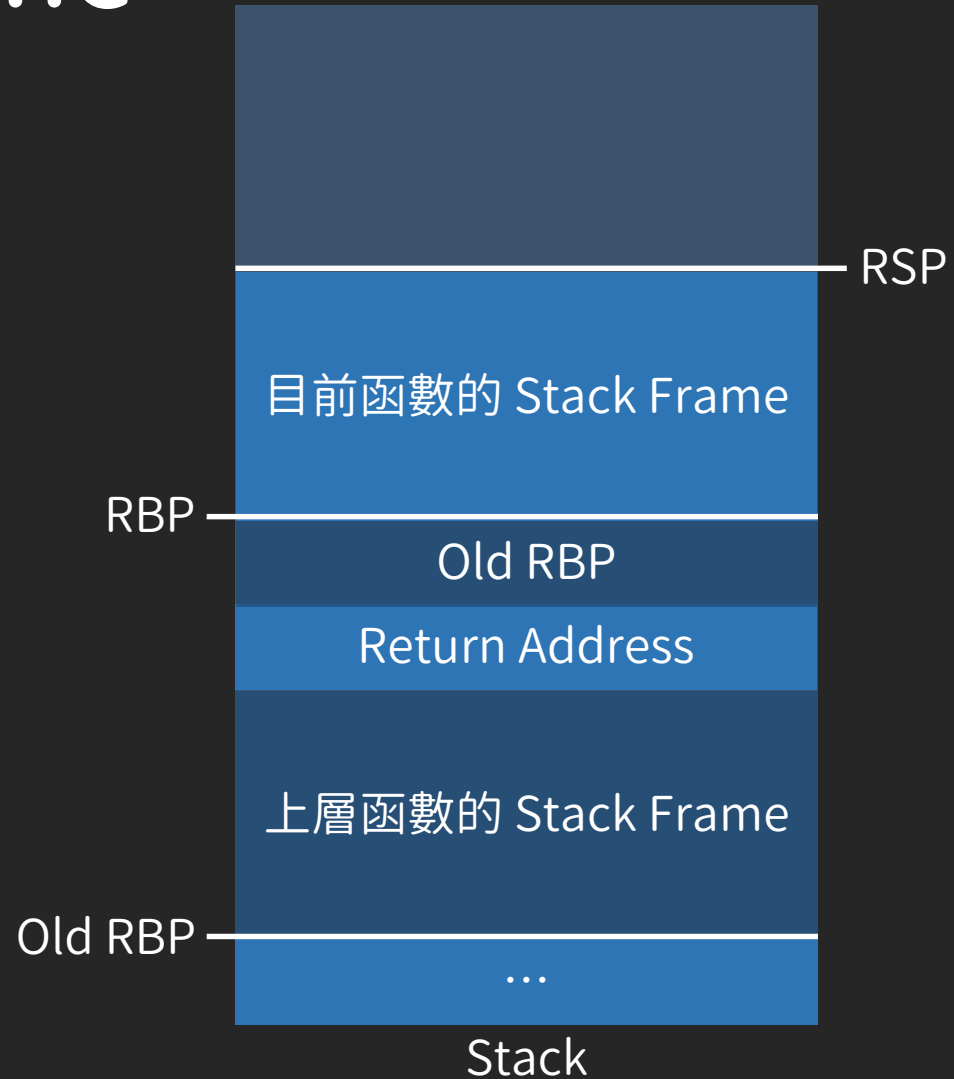 RSP
目前函數的 Stack Frame
RBP
Old RBP
Return Address
上層函數的 Stack Frame
Old RBP
...
Stack